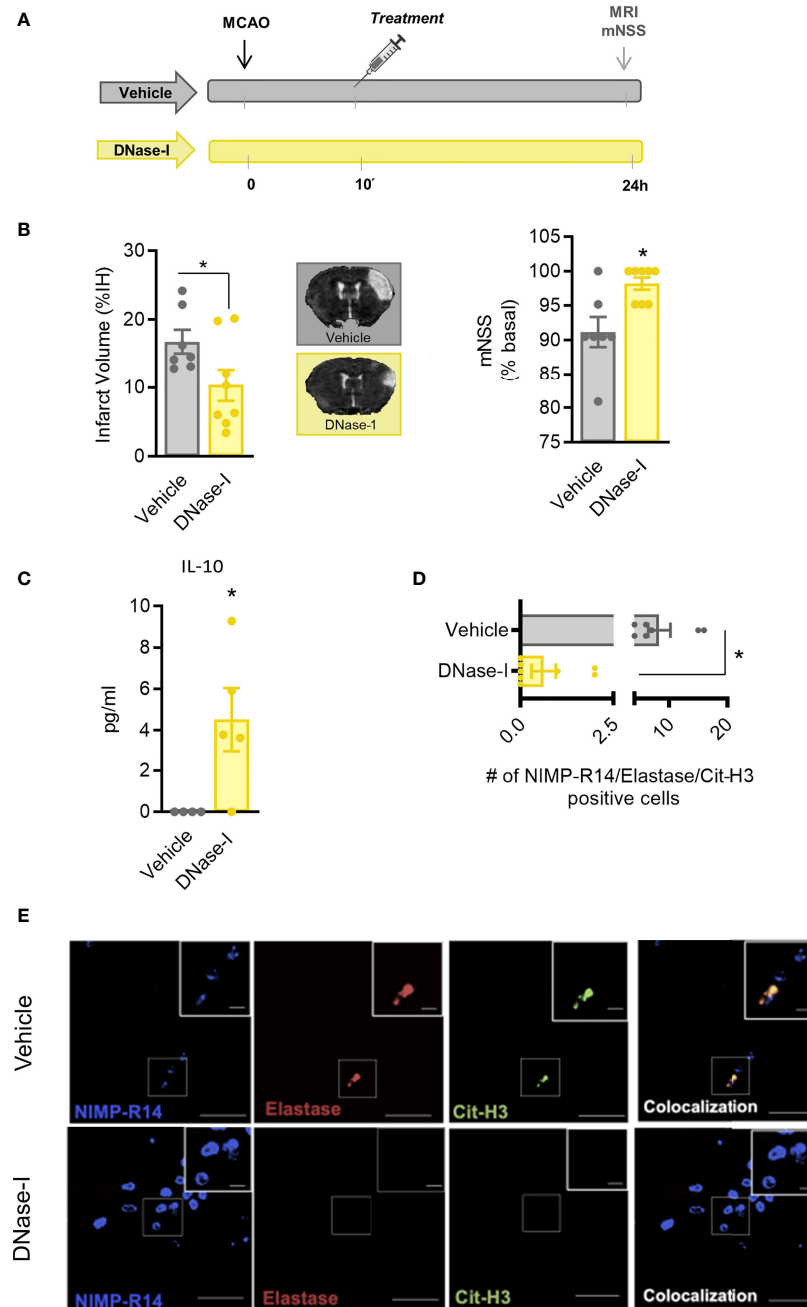 A
MCAO
Treatment
MRI
mNSS
Vehicle
DNase-I
0
10´
24h
B
30
20
10
0
Infarct Volume (%IH)
*
Vehicle
DNase-I
Vehicle
DNase-1
105
100
95
90
85
80
75
mNSS
(% basal)
*
Vehicle
DNase-I
C
IL-10
10
8
6
4
2
0
pg/ml
*
Vehicle
DNase-I
D
Vehicle
DNase-I
*
0.0
2.5
10
20
# of NIMP-R14/Elastase/Cit-H3
positive cells
E
Vehicle
NIMP-R14
Elastase
Cit-H3
Colocalization
DNase-I
NIMP-R14
Elastase
Cit-H3
Colocalization